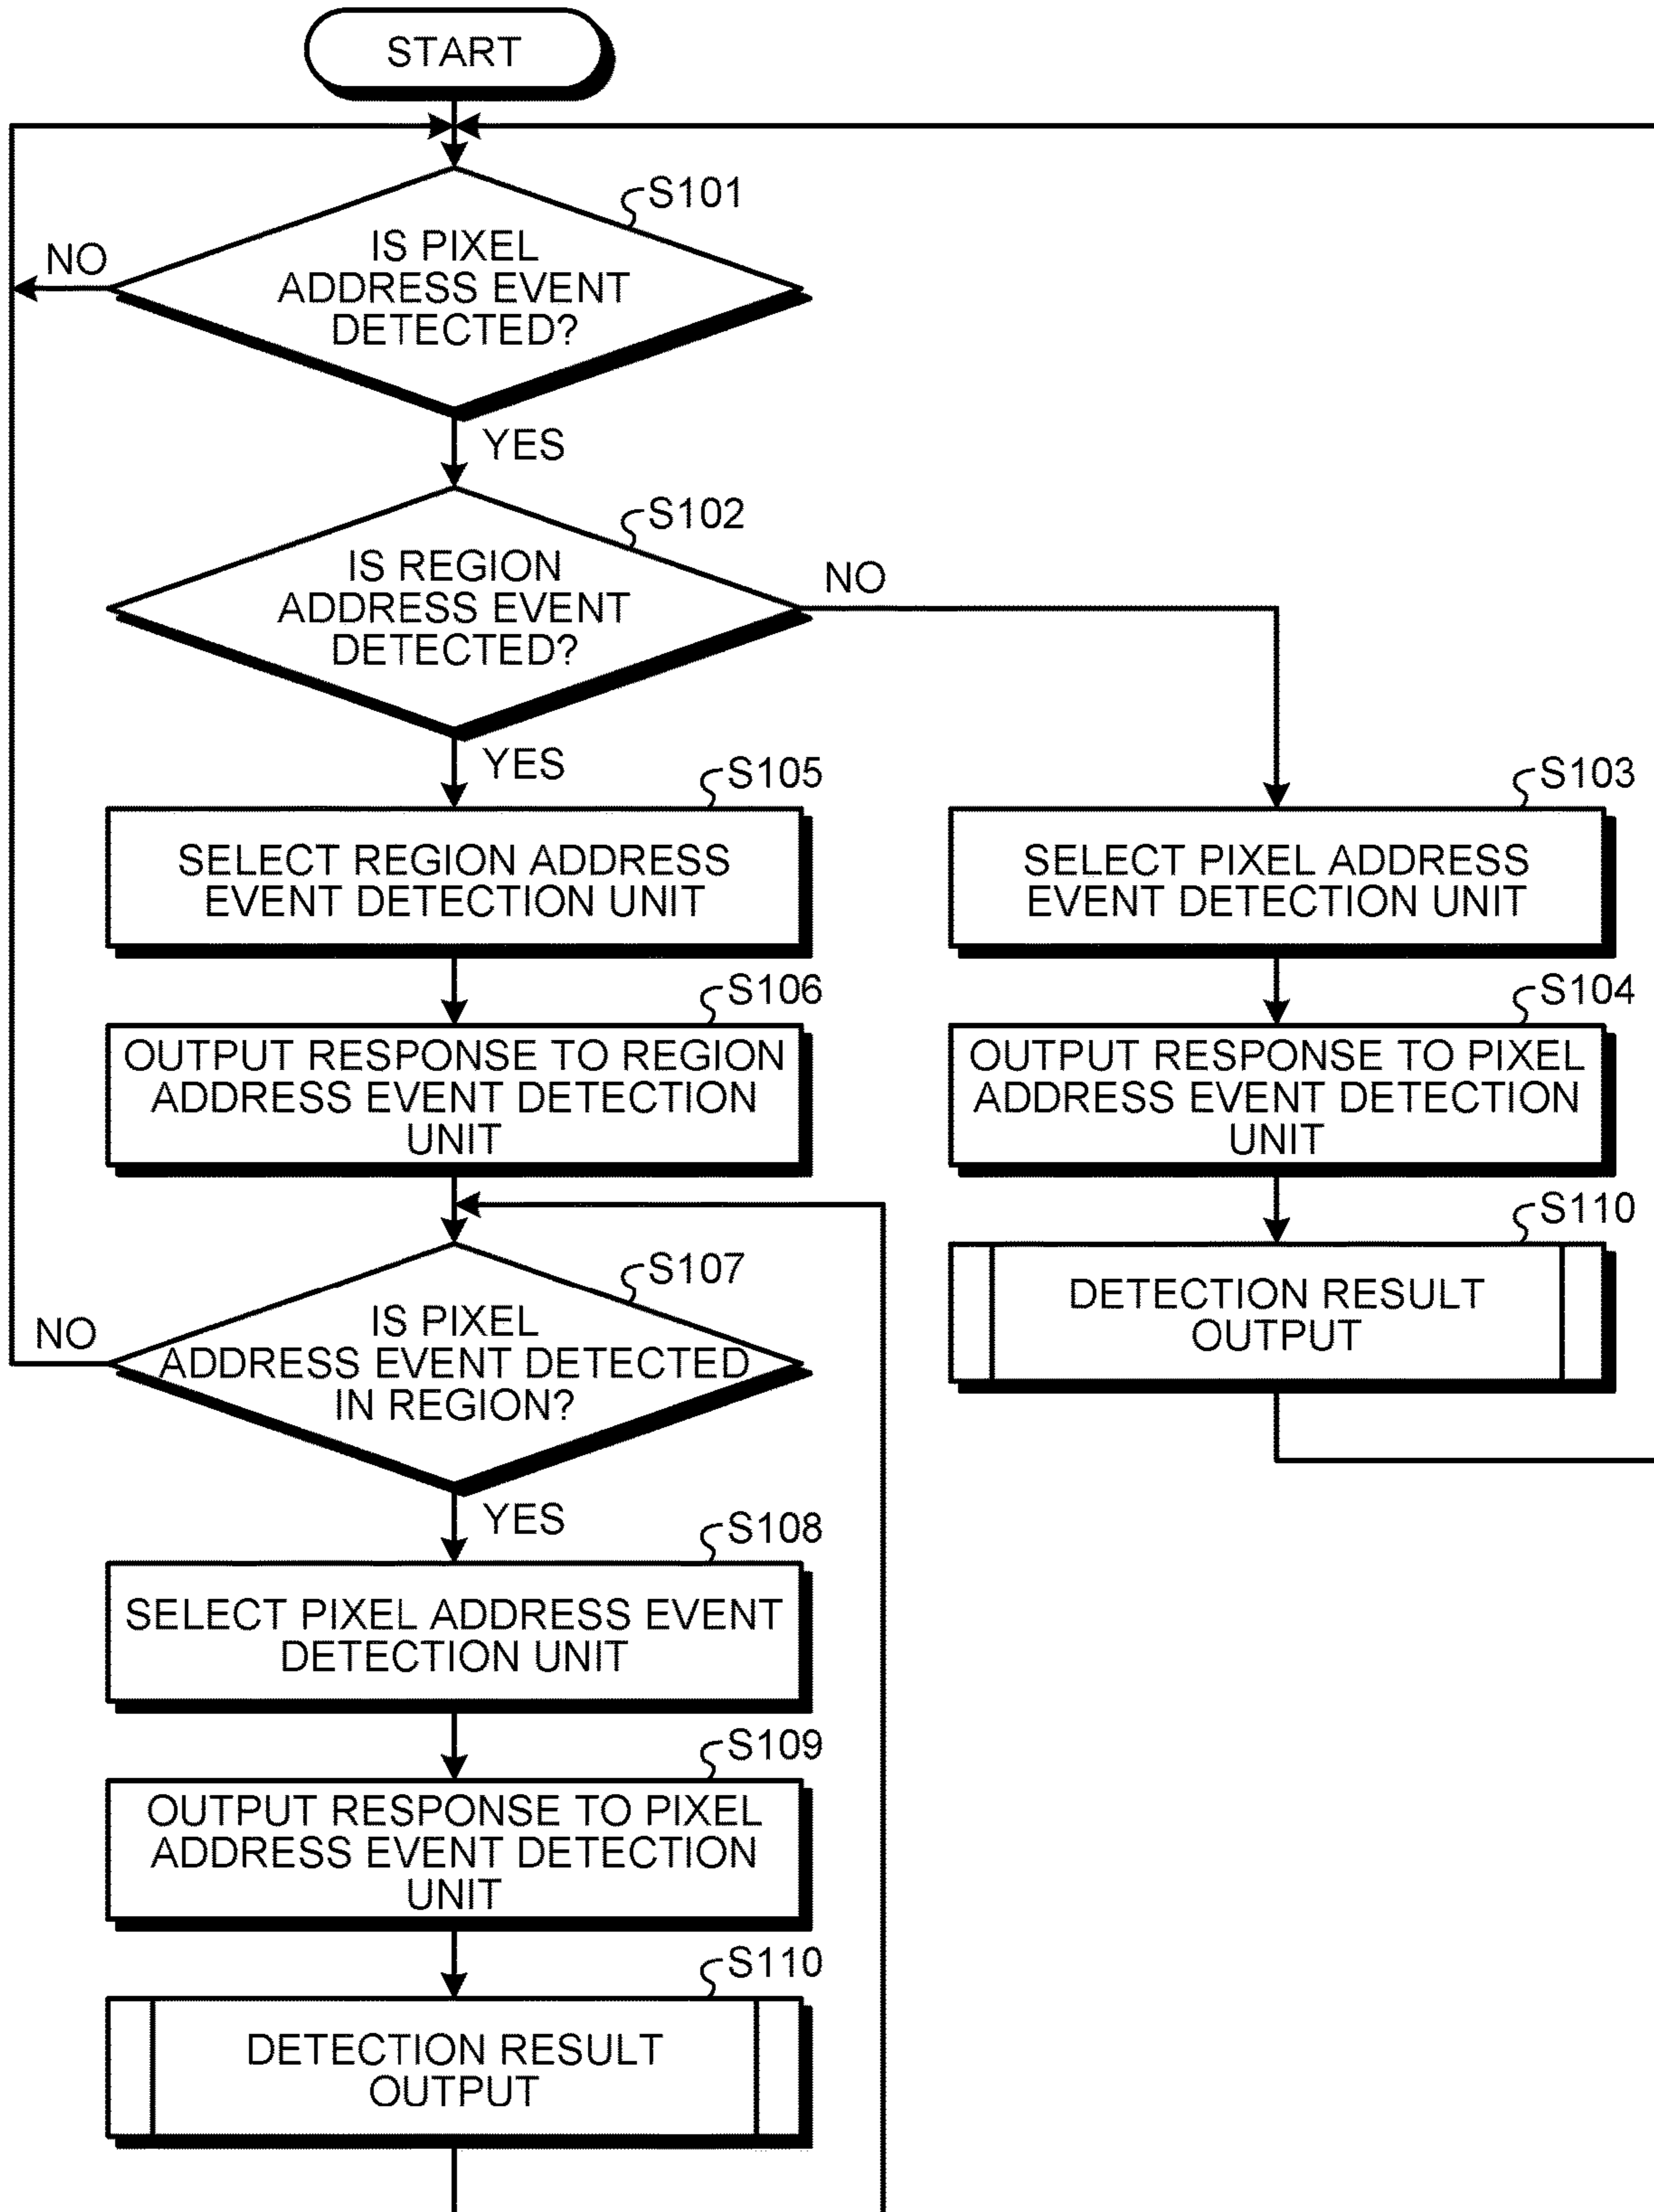 START
S101
IS PIXEL
ADDRESS EVENT
DETECTED?
NO
YES
S102
IS REGION
ADDRESS EVENT
DETECTED?
NO
YES
S105
SELECT REGION ADDRESS
EVENT DETECTION UNIT
S103
SELECT PIXEL ADDRESS
EVENT DETECTION UNIT
S106
OUTPUT RESPONSE TO REGION
ADDRESS EVENT DETECTION
UNIT
S104
OUTPUT RESPONSE TO PIXEL
ADDRESS EVENT DETECTION
UNIT
S110
DETECTION RESULT
OUTPUT
S107
IS PIXEL
ADDRESS EVENT DETECTED
IN REGION?
NO
YES
S108
SELECT PIXEL ADDRESS EVENT
DETECTION UNIT
S109
OUTPUT RESPONSE TO PIXEL
ADDRESS EVENT DETECTION
UNIT
S110
DETECTION RESULT
OUTPUT